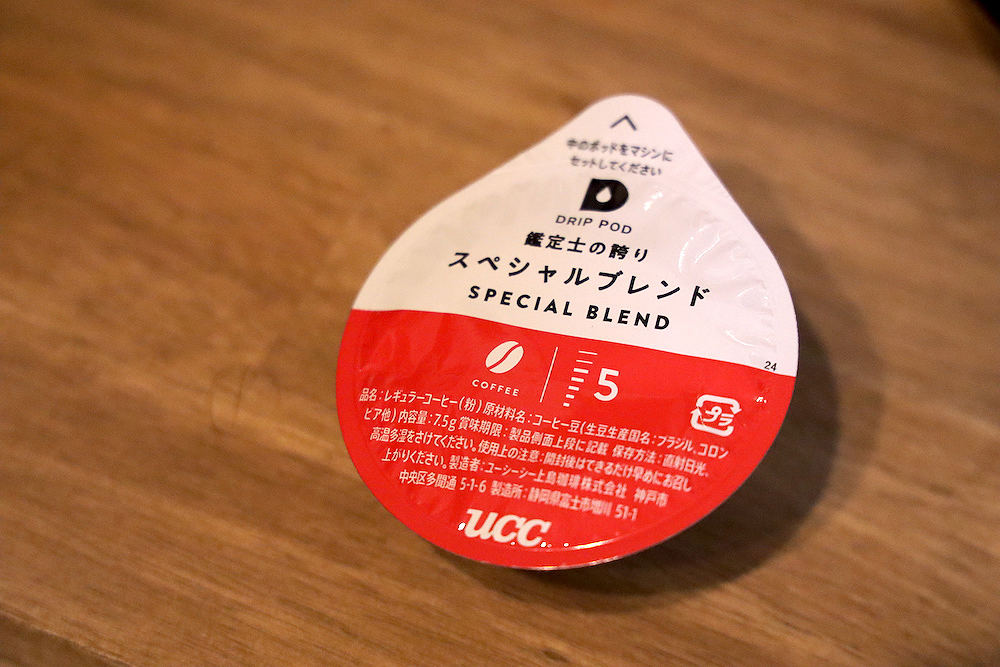 中のポッドをマシンに
セットしてください
DRIP POD
鑑定士の誇り
スペシャルブレンド
SPECIAL BLEND
24
COFFEE
5
プラ
品名：レギュラーコーヒー(粉) 原材料名：コーヒー豆(生豆生産国名：ブラジル、コロン
ビア他) 内容量：7.5g 賞味期限：製品側面上段に記載 保存方法：直射日光、
高温多湿をさけてください。使用上の注意：開封後はできるだけ早めにお召し
上がりください。製造者：ユーシーシー上島珈琲株式会社 神戸市
中央区多聞通 5-1-6 製造所：静岡県富士市増川 51-1
UCC